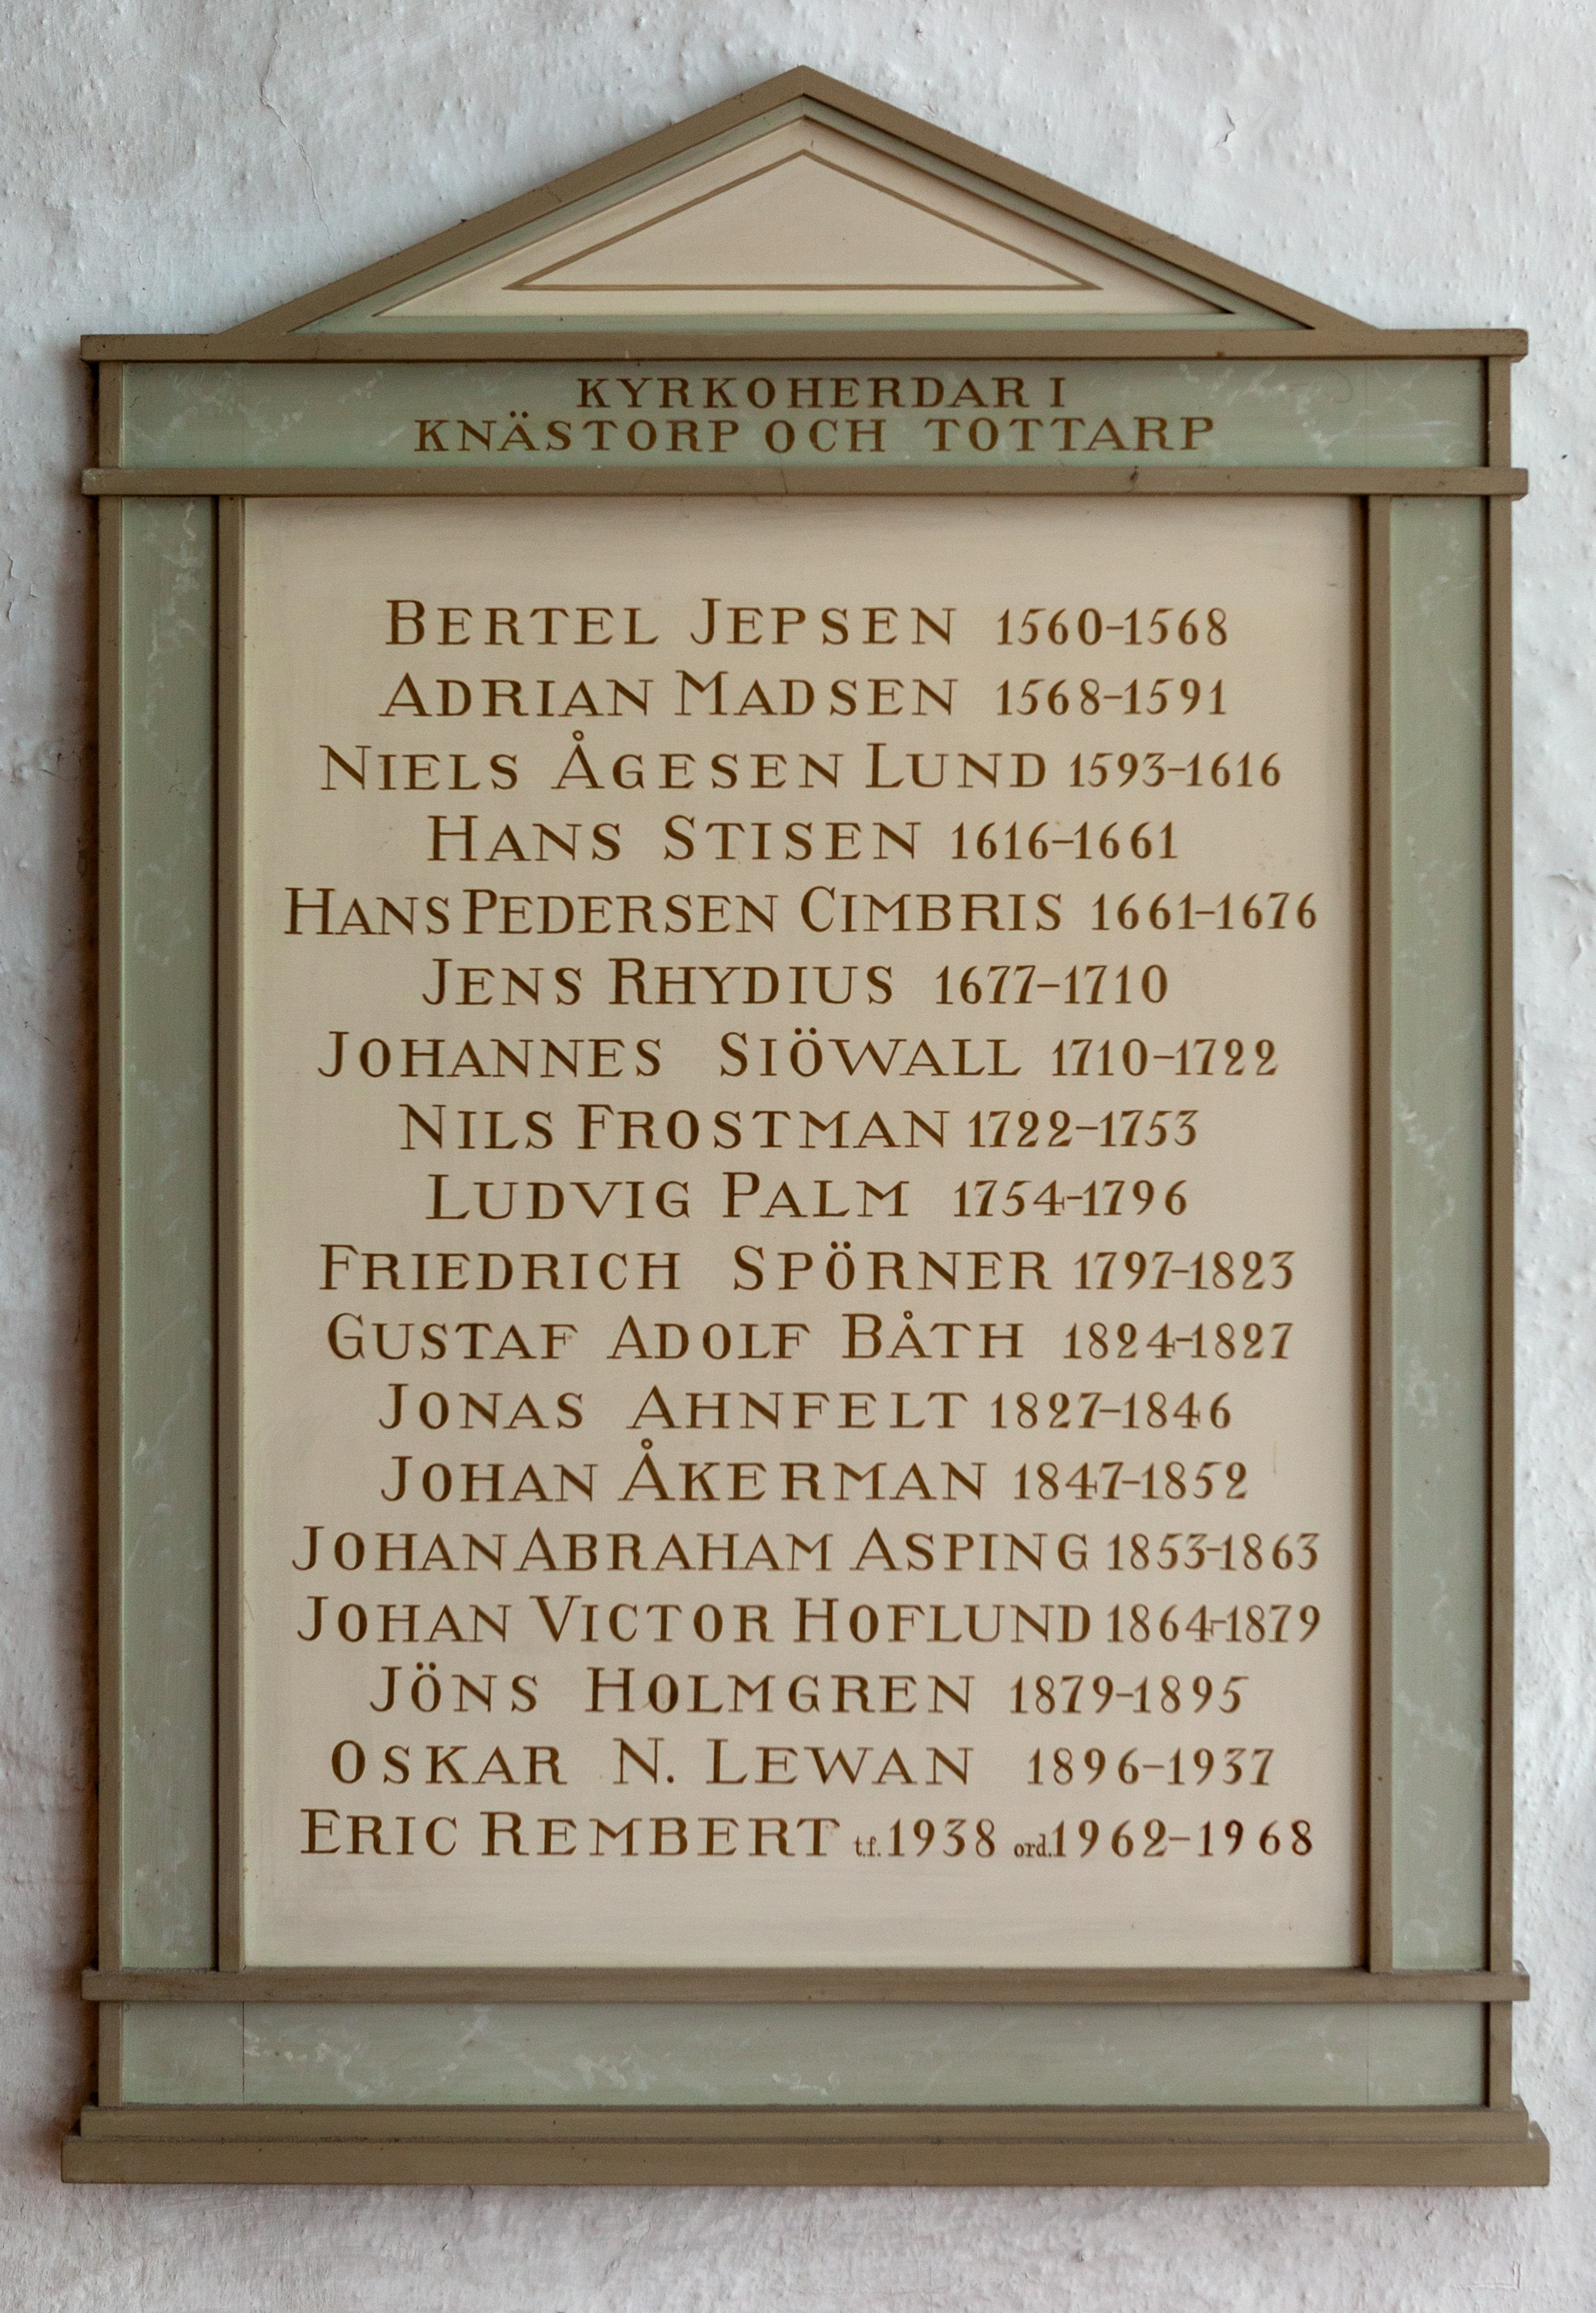 KYRKOHERDAR I
KNÄSTORP OCH TOTTARP
BERTEL JEPSEN 1560-1568
ADRIAN MADSEN 1568-1591
NIELS ÅGESEN LUND 1593-1616
HANS STISEN 1616-1661
HANS PEDERSEN CIMBRIS 1661-1676
JENS RHYDIUS 1677-1710
JOHANNES SIÖWALL 1710-1722
NILS FROSTMAN 1722-1753
LUDVIG PALM 1754-1796
FRIEDRICH SPÖRNER 1797-1823
GUSTAF ADOLF BÅTH 1824-1827
JONAS AHNFELT 1827-1846
JOHAN ÅKERMAN 1847-1852
JOHAN ABRAHAM ASPING 1853-1863
JOHAN VICTOR HOFLUND 1864-1879
JÖNS HOLMGREN 1879-1895
OSKAR N. LEWAN 1896-1937
ERIC REMBERT t.f. 1938 ord. 1962-1968